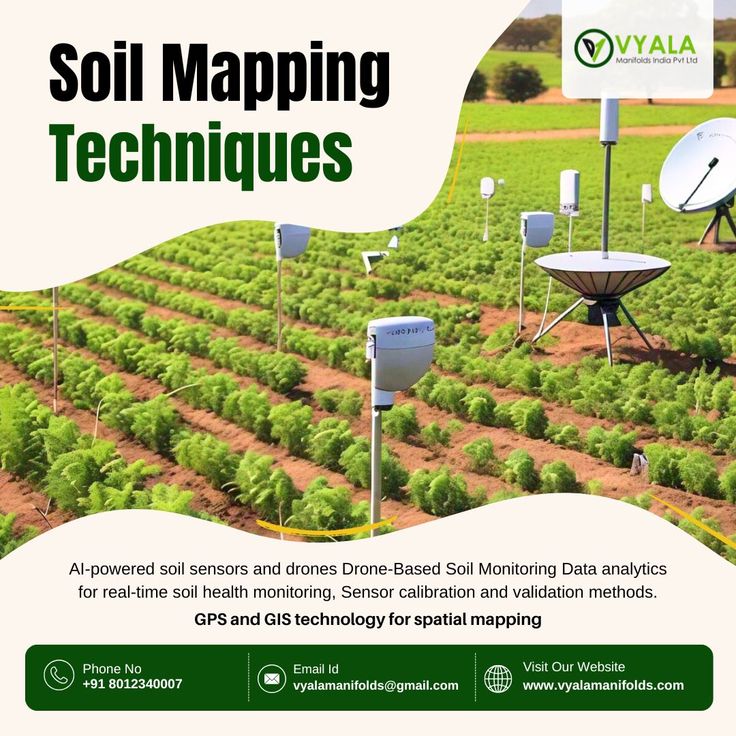 VYALA
Manifolds India Pvt Ltd
Soil Mapping
Techniques
AI-powered soil sensors and drones Drone-Based Soil Monitoring Data analytics
for real-time soil health monitoring, Sensor calibration and validation methods.
GPS and GIS technology for spatial mapping
Phone No
+91 8012340007
Email Id
vyalamanifolds@gmail.com
Visit Our Website
www.vyalamanifolds.com